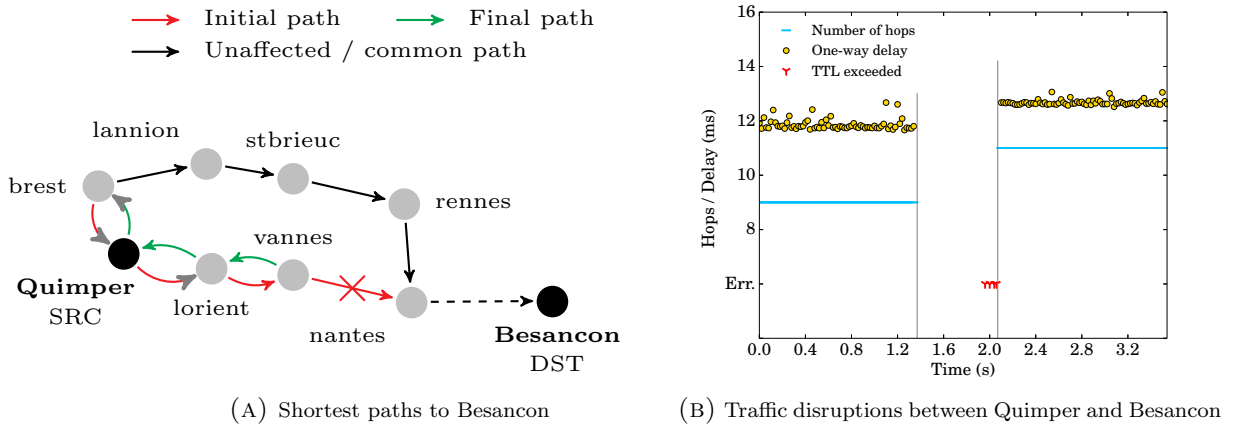 Initial path
Final path
Unaffected / common path
lannion
stbrieuc
brest
rennes
vannes
Quimper
SRC
lorient
nantes
Besancon
DST
(A) Shortest paths to Besancon
16
14
12
10
8
Err.
Hops / Delay (ms)
Number of hops
One-way delay
TTL exceeded
0.0 0.4 0.8 1.2 1.6 2.0 2.4 2.8 3.2
Time (s)
(B) Traffic disruptions between Quimper and Besancon